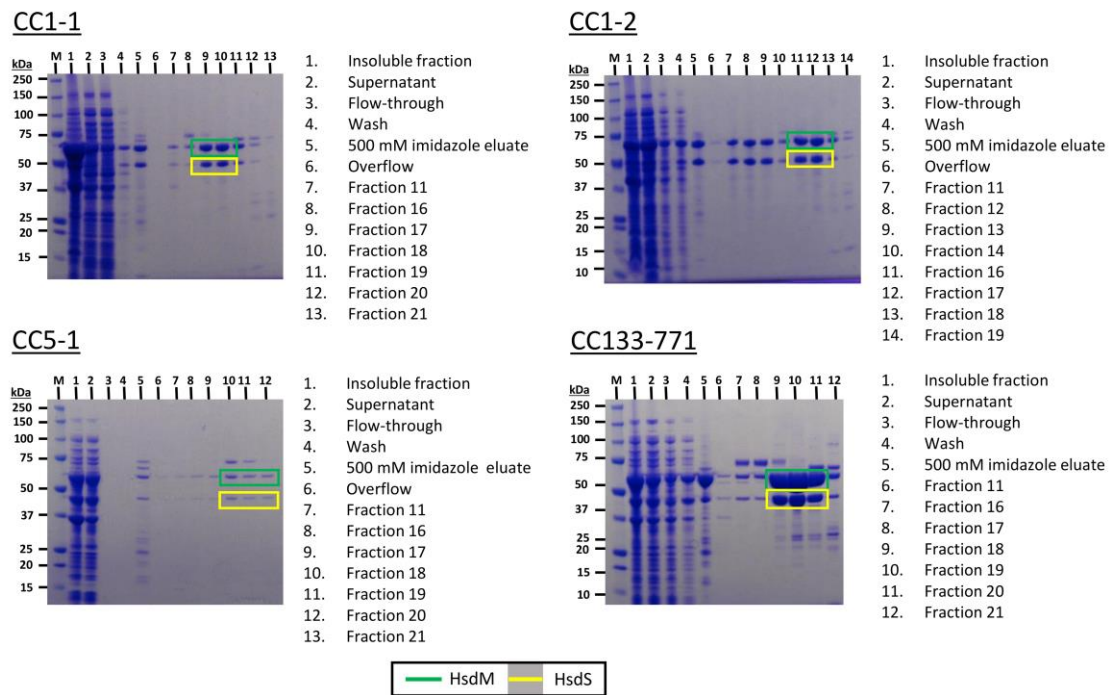 CC1-1
kDa
M 1 2 3 4 5 6 7 8 9 10 11 12 13
250
150
100
75
50
37
25
20
15
1. Insoluble fraction
2. Supernatant
3. Flow-through
4. Wash
5. 500 mM imidazole eluate
6. Overflow
7. Fraction 11
8. Fraction 16
9. Fraction 17
10. Fraction 18
11. Fraction 19
12. Fraction 20
13. Fraction 21
CC1-2
kDa
M 1 2 3 4 5 6 7 8 9 10 11 12 13 14
250
150
100
75
50
37
25
20
15
10
1. Insoluble fraction
2. Supernatant
3. Flow-through
4. Wash
5. 500 mM imidazole eluate
6. Overflow
7. Fraction 11
8. Fraction 12
9. Fraction 13
10. Fraction 14
11. Fraction 16
12. Fraction 17
13. Fraction 18
14. Fraction 19
CC5-1
kDa
M 1 2 3 4 5 6 7 8 9 10 11 12
250
150
100
75
50
37
25
20
15
1. Insoluble fraction
2. Supernatant
3. Flow-through
4. Wash
5. 500 mM imidazole eluate
6. Overflow
7. Fraction 11
8. Fraction 16
9. Fraction 17
10. Fraction 18
11. Fraction 19
12. Fraction 20
13. Fraction 21
CC133-771
kDa
M 1 2 3 4 5 6 7 8 9 10 11 12
250
150
100
75
50
37
25
20
15
10
1. Insoluble fraction
2. Supernatant
3. Flow-through
4. Wash
5. 500 mM imidazole eluate
6. Fraction 11
7. Fraction 16
8. Fraction 17
9. Fraction 18
10. Fraction 19
11. Fraction 20
12. Fraction 21
HsdM HsdS